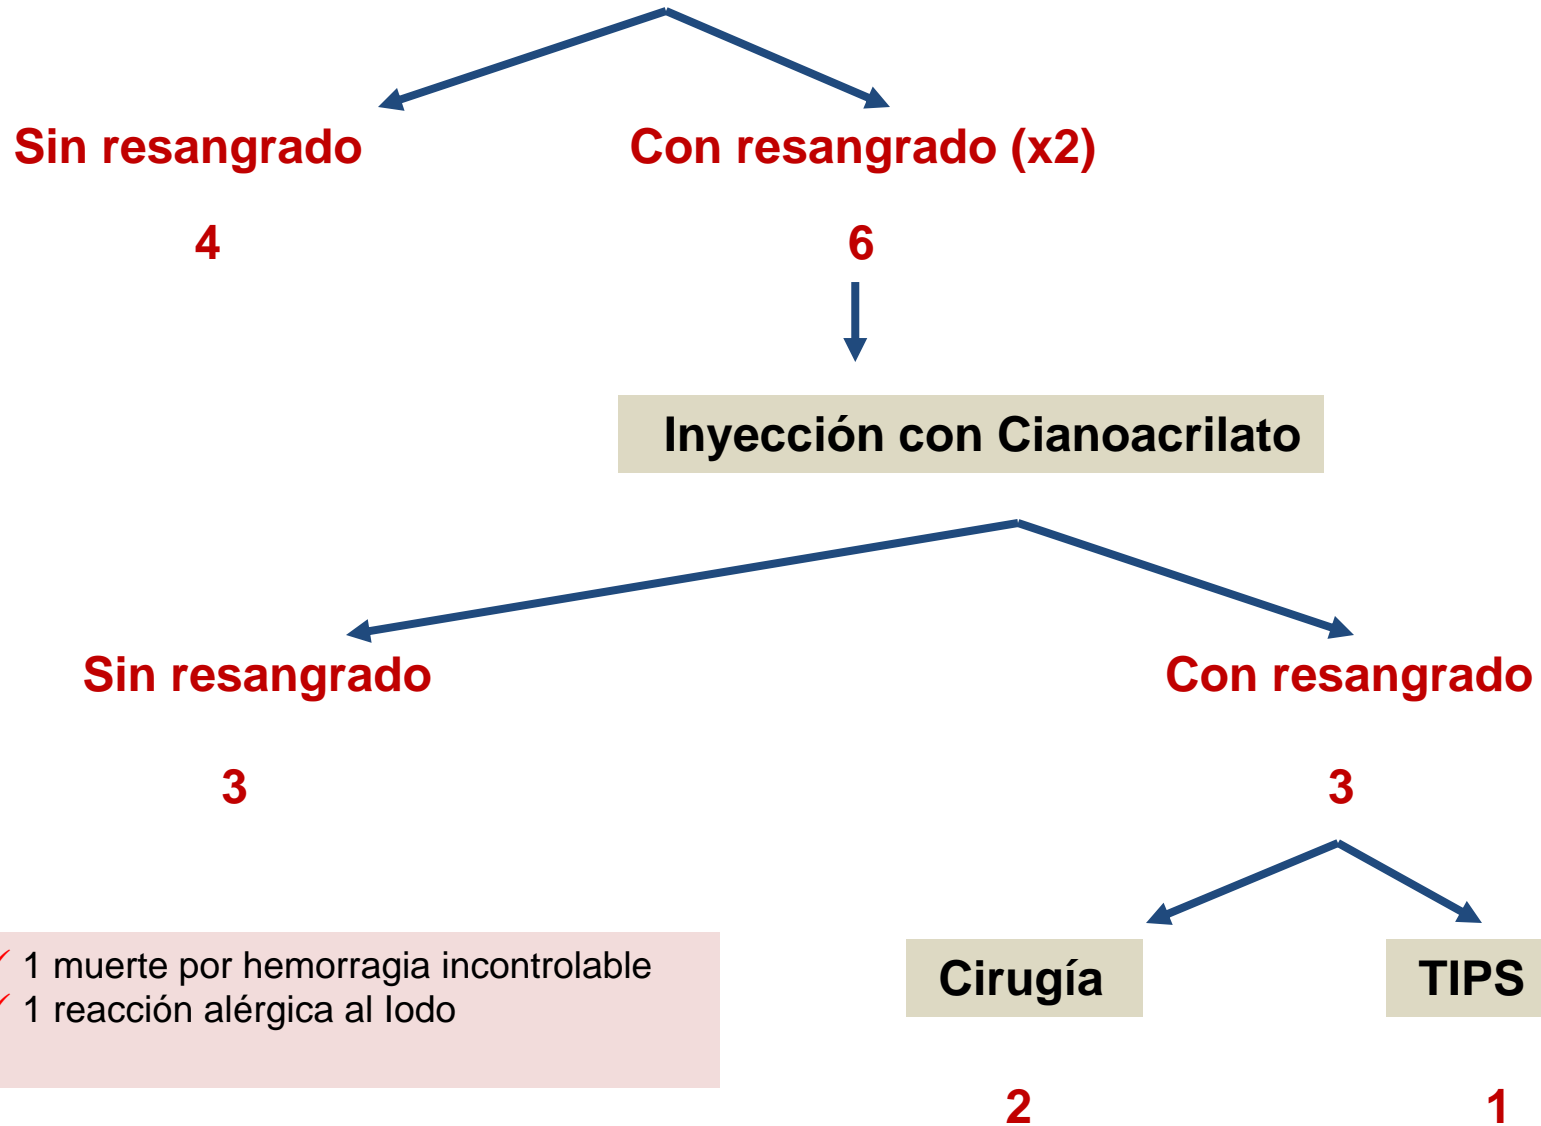 Sin resangrado
Con resangrado (x2)
4
6
Inyección con Cianoacrilato
Sin resangrado
Con resangrado
3
3
✓ 1 muerte por hemorragia incontrolable
✓ 1 reacción alérgica al Iodo
Cirugía
TIPS
2
1